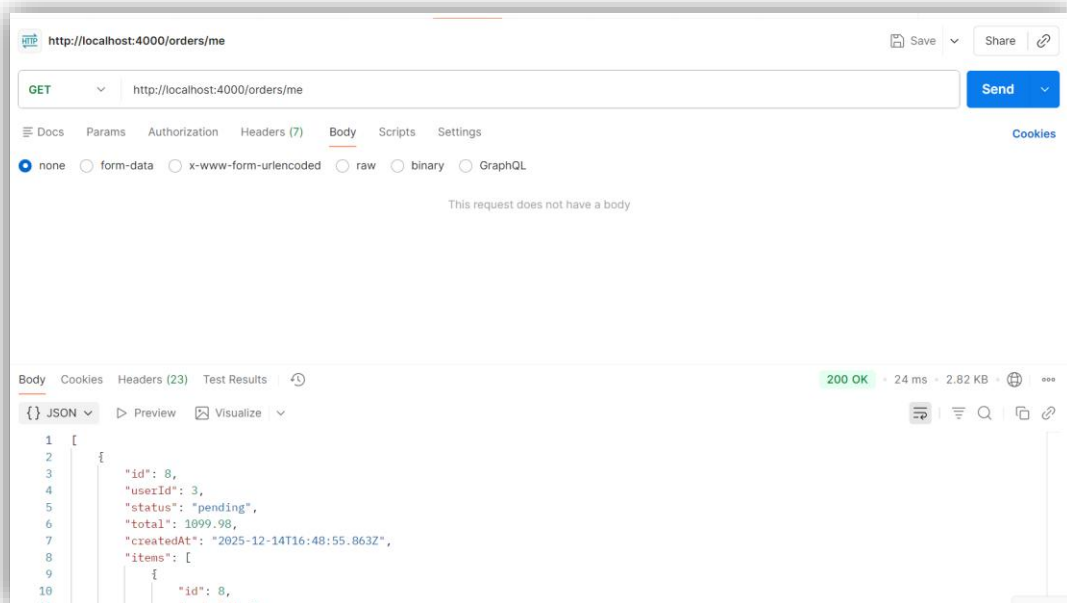 HTTP http://localhost:4000/orders/me Save Share
GET http://localhost:4000/orders/me Send
Docs Params Authorization Headers (7) Body Scripts Settings Cookies
none form-data x-www-form-urlencoded raw binary GraphQL
This request does not have a body
Body Cookies Headers (23) Test Results 200 OK • 24 ms • 2.82 KB
{} JSON Preview Visualize
1 [
2 {
3 "id": 8,
4 "userId": 3,
5 "status": "pending",
6 "total": 1099.98,
7 "createdAt": "2025-12-14T16:48:55.863Z",
8 "items": [
9 {
10 "id": 8,